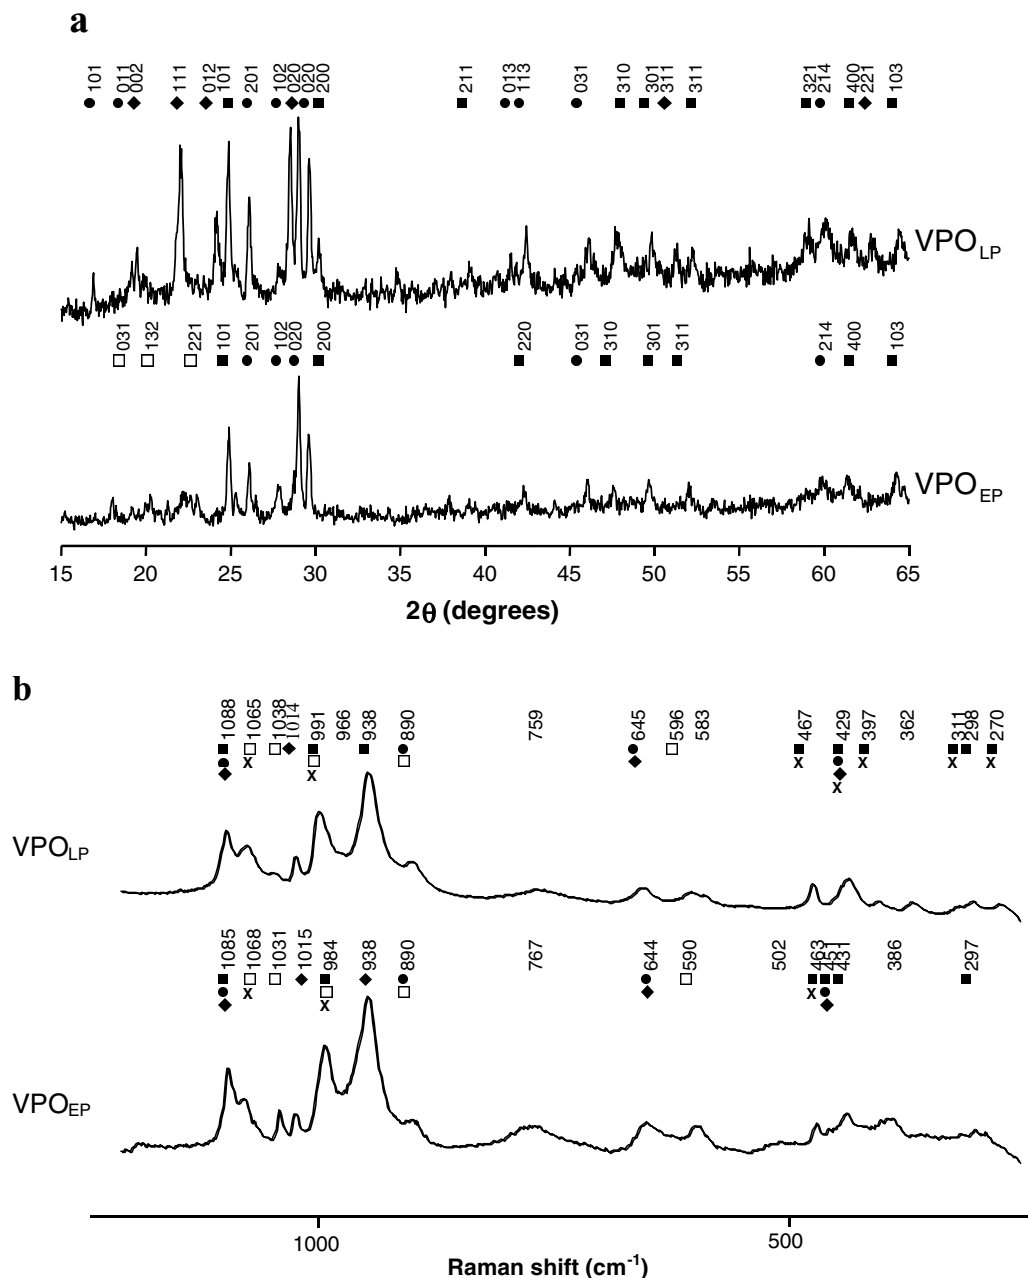 a
101 011 002 111 012 101 201 102 020 020 200 211 013 113 031 310 301 311 311 321 214 400 221 103
VPOLP
031 132 221 101 201 102 020 200 220 031 310 301 311 214 400 103
VPOEP
15 20 25 30 35 40 45 50 55 60 65
2θ (degrees)
b
1088 1065 1038 1014 991 966 938 890 759 645 596 583 467 429 397 362 311 298 270
x x x x x x x
VPOLP
1085 1068 1031 1015 984 938 890 767 644 590 502 463 451 431 386 297
x x x
VPOEP
1000 500
Raman shift (cm-1)